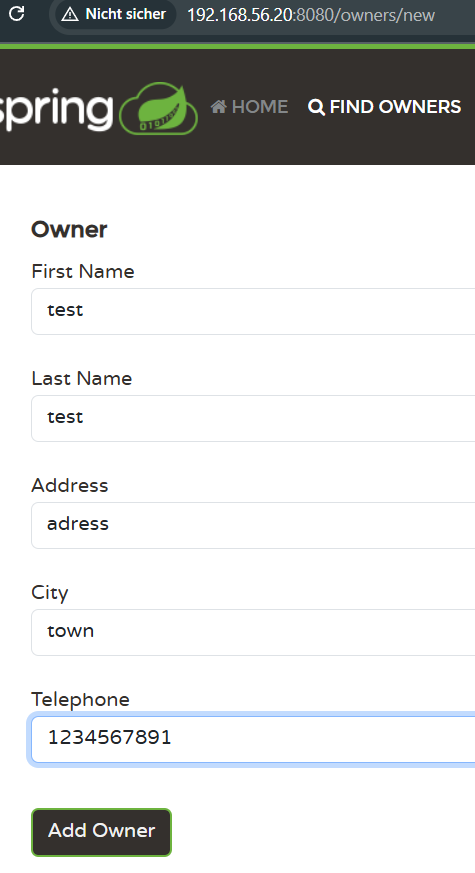 Nicht sicher 192.168.56.20:8080/owners/new
spring HOME FIND OWNERS
Owner
First Name
test
Last Name
test
Address
adress
City
town
Telephone
1234567891
Add Owner